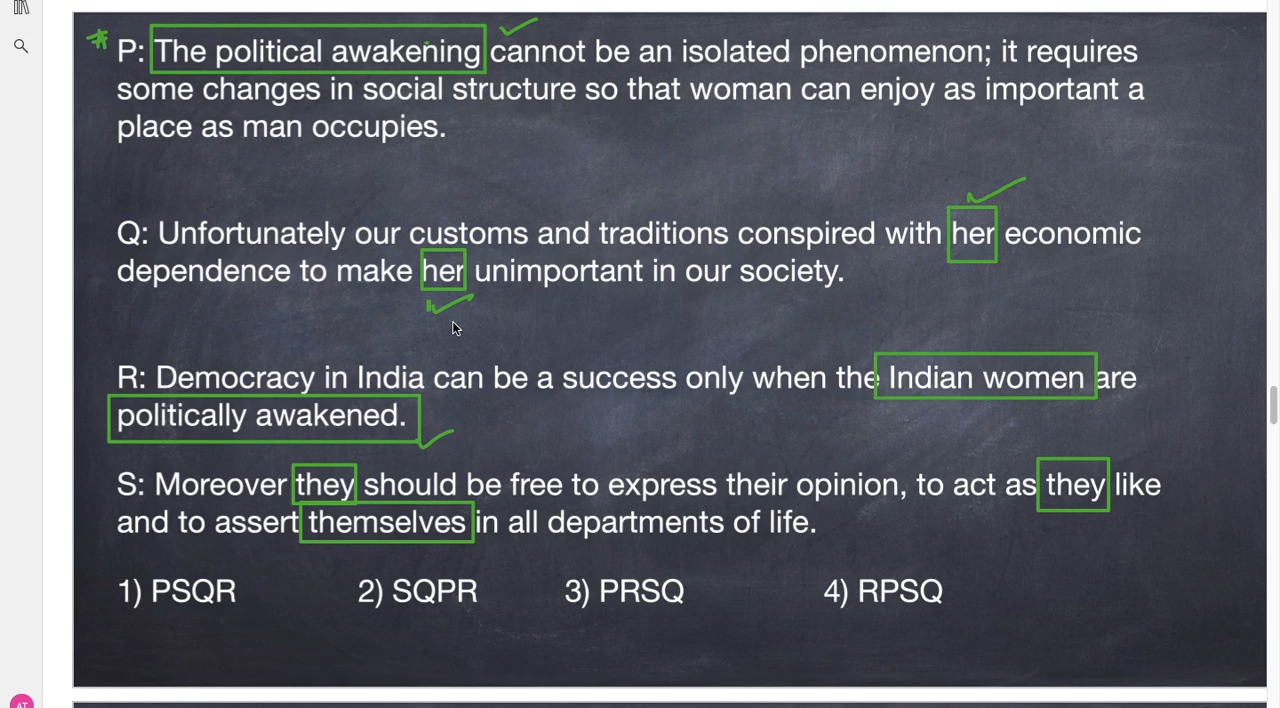 P: The political awakening cannot be an isolated phenomenon; it requires
some changes in social structure so that woman can enjoy as important a
place as man occupies.
Q: Unfortunately our customs and traditions conspired with her economic
dependence to make her unimportant in our society.
R: Democracy in India can be a success only when the Indian women are
politically awakened.
S: Moreover they should be free to express their opinion, to act as they like
and to assert themselves in all departments of life.
1) PSQR 2) SQPR 3) PRSQ 4) RPSQ
AT